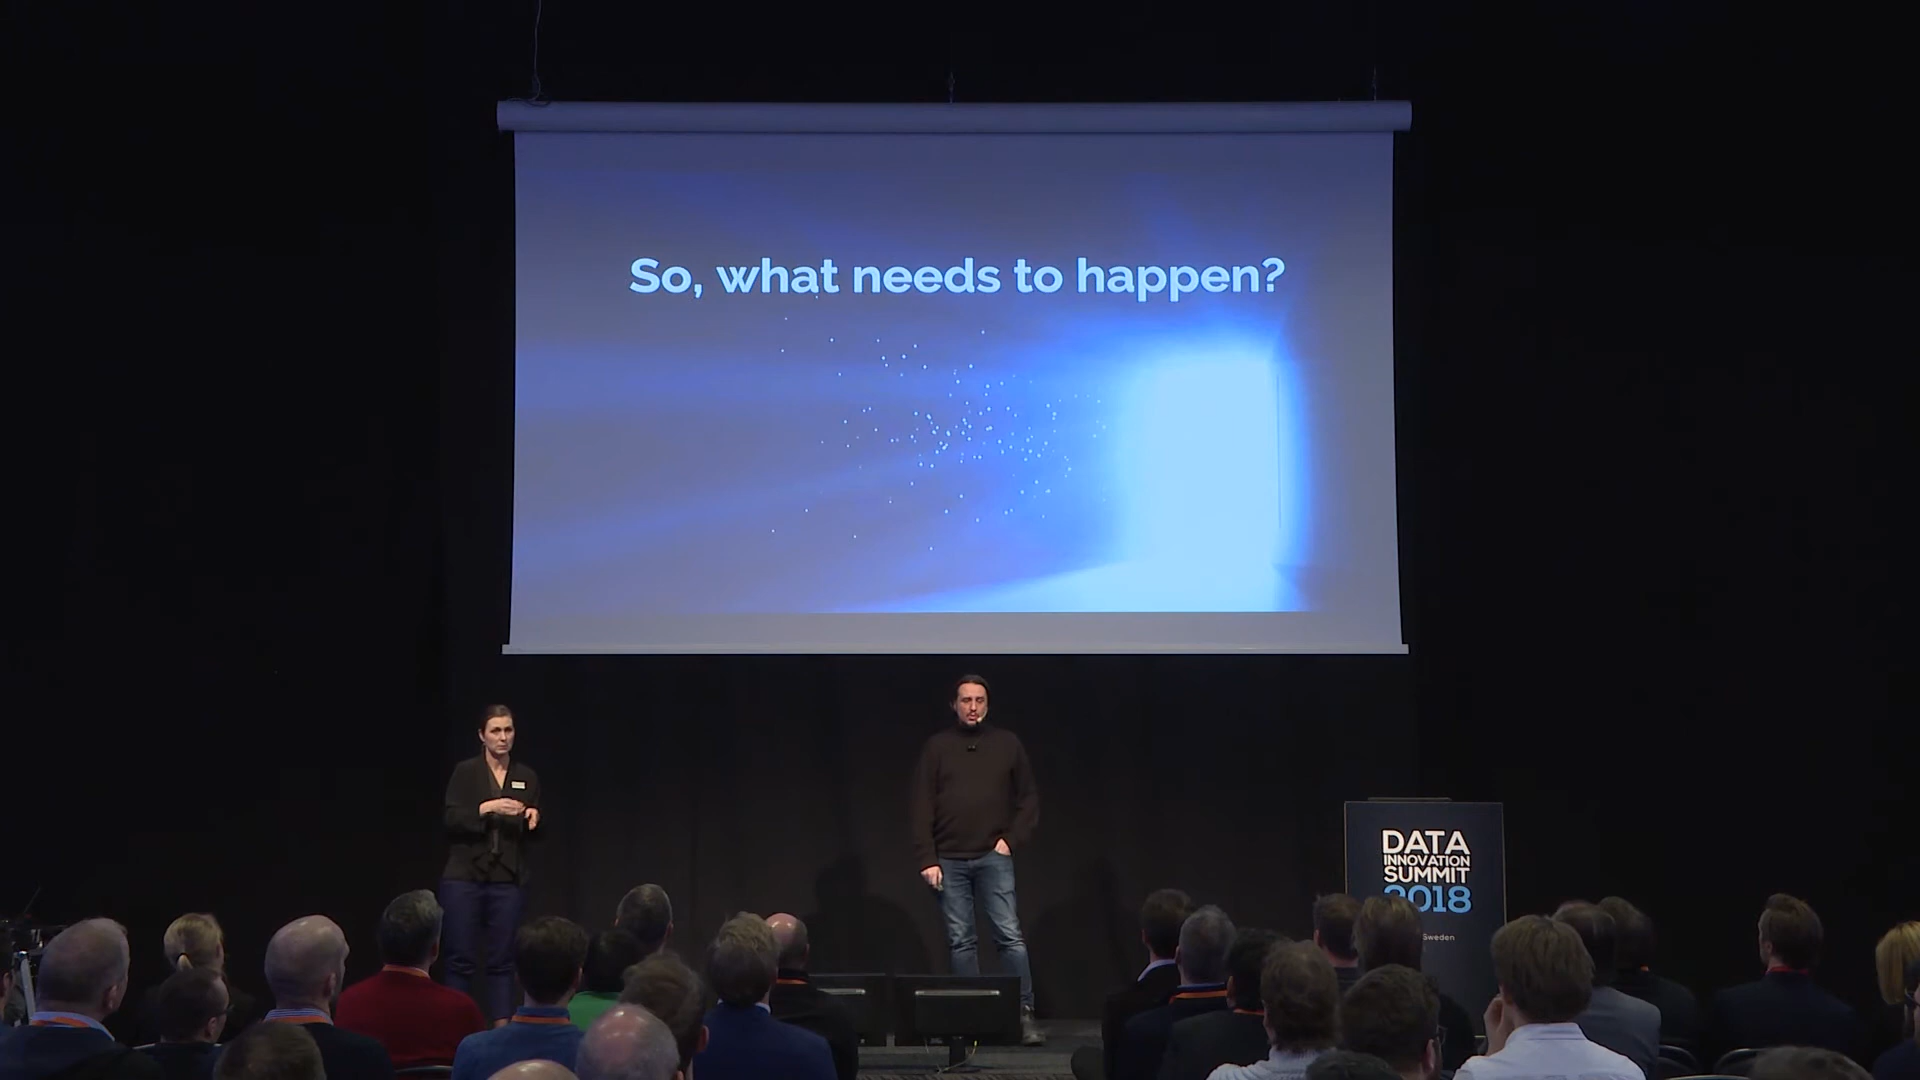 So, what needs to happen?
DATA
INNOVATION
SUMMIT
2018
Sweden